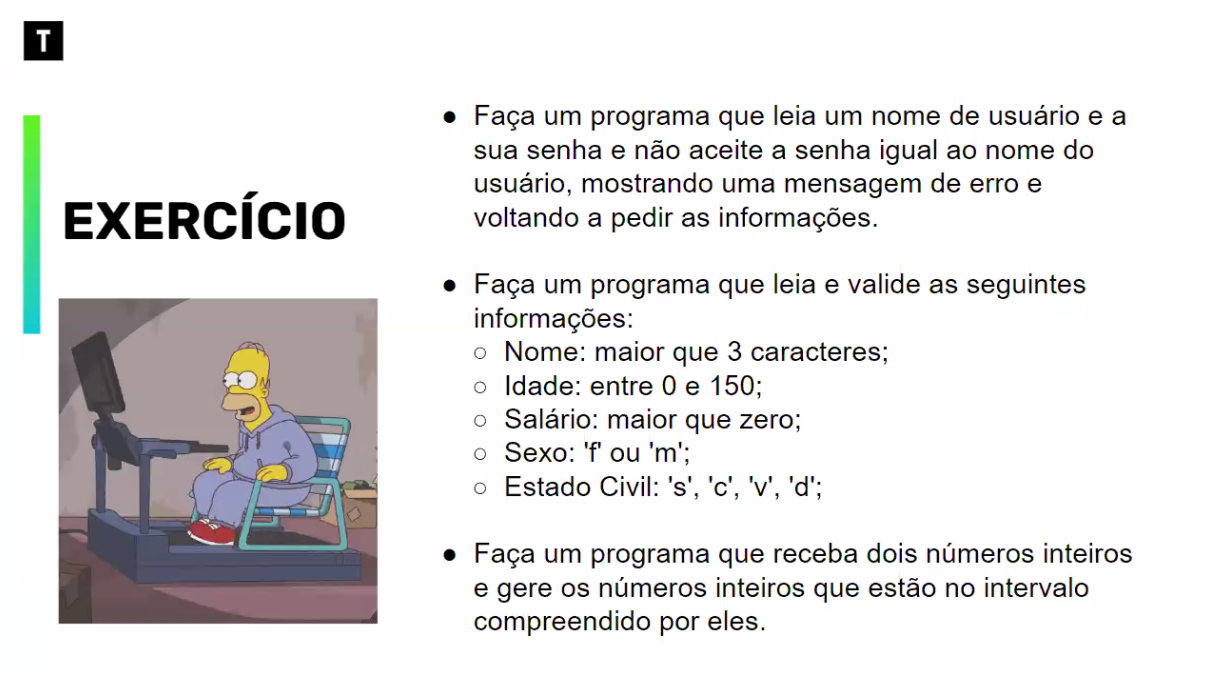 T
EXERCÍCIO
● Faça um programa que leia um nome de usuário e a
sua senha e não aceite a senha igual ao nome do
usuário, mostrando uma mensagem de erro e
voltando a pedir as informações.
● Faça um programa que leia e valide as seguintes
informações:
○ Nome: maior que 3 caracteres;
○ Idade: entre 0 e 150;
○ Salário: maior que zero;
○ Sexo: 'f' ou 'm';
○ Estado Civil: 's', 'c', 'v', 'd';
● Faça um programa que receba dois números inteiros
e gere os números inteiros que estão no intervalo
compreendido por eles.